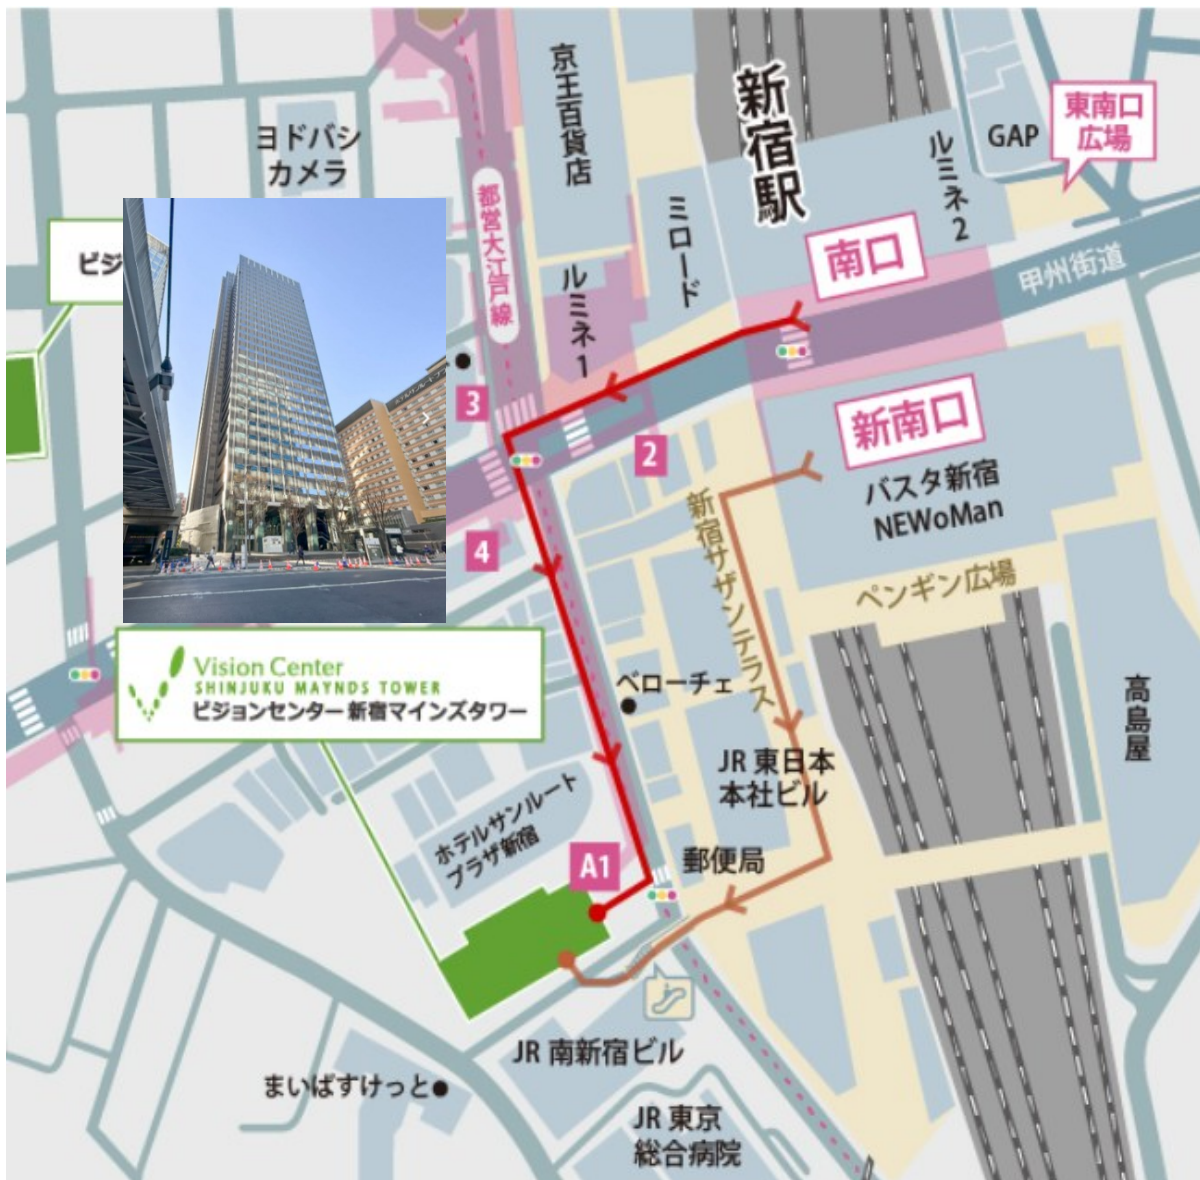 京王百貨店
新宿駅
ヨドバシ
カメラ
都営大江戸線
ミロード
ルミネ2
GAP
東南口
広場
南口
甲州街道
ルミネ1
ビジ
3
2
4
新南口
バスタ新宿
NEWoMan
新宿サザンテラス
ペンギン広場
高島屋
Vision Center
SHINJUKU MAYNDS TOWER
ビジョンセンター新宿マインズタワー
ベローチェ
JR 東日本
本社ビル
ホテルサンルート
プラザ新宿
A1
郵便局
JR 南新宿ビル
まいばすけっと
JR 東京
総合病院